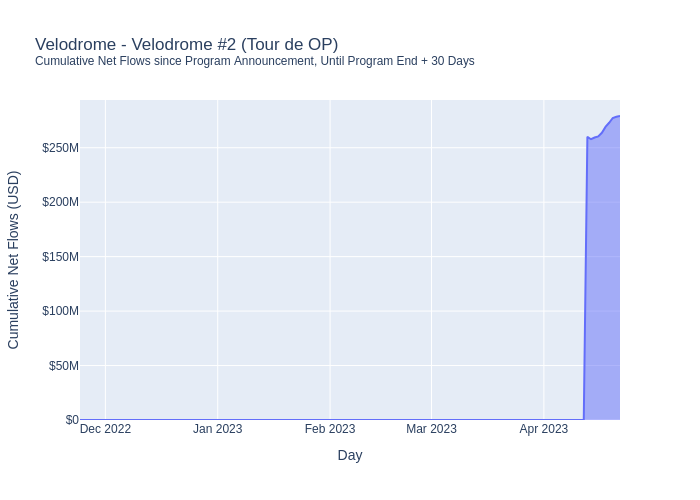 Velodrome - Velodrome #2 (Tour de OP)
Cumulative Net Flows since Program Announcement, Until Program End + 30 Days
Cumulative Net Flows (USD)
$250M
$200M
$150M
$100M
$50M
$0
Dec 2022
Jan 2023
Feb 2023
Mar 2023
Apr 2023
Day